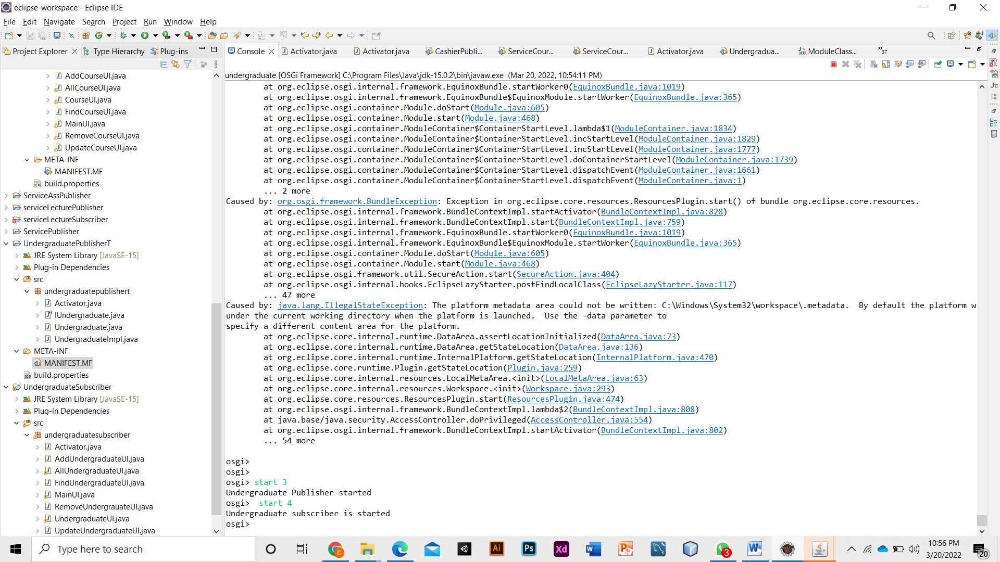 eclipse-workspace - Eclipse IDE
File Edit Navigate Search Project Run Window Help
Project Explorer Type Hierarchy Plug-ins
Console Activator.java Activator.java CashierPubli... ServiceCour... ServiceCour... Activator.java Undergradua... ModuleClass... »37
AddCourseUI.java
AllCourseUI.java
CourseUI.java
FindCourseUI.java
MainUI.java
RemoveCourseUI.java
UpdateCourseUI.java
META-INF
MANIFEST.MF
build.properties
ServiceAssPublisher
serviceLecturePublisher
serviceLectureSubscriber
ServicePublisher
UndergraduatePublisherT
JRE System Library [JavaSE-15]
Plug-in Dependencies
src
undergraduatepublishert
Activator.java
IUndergraduate.java
Undergraduate.java
UndergraduateImpl.java
META-INF
MANIFEST.MF
build.properties
UndergraduateSubscriber
JRE System Library [JavaSE-15]
Plug-in Dependencies
src
undergraduatesubscriber
Activator.java
AddUndergraduateUI.java
AllUndergraduateUI.java
FindUndergraduateUI.java
MainUI.java
RemoveUndergrauateUI.java
UndergraduateUI.java
UpdateUndergraduateUI.java
undergraduate [OSGi Framework] C:\Program Files\Java\jdk-15.0.2\bin\javaw.exe (Mar 20, 2022, 10:54:11 PM)
at org.eclipse.osgi.internal.framework.EquinoxBundle.startWorker0(EquinoxBundle.java:1019)
at org.eclipse.osgi.internal.framework.EquinoxBundle$EquinoxModule.startWorker(EquinoxBundle.java:365)
at org.eclipse.osgi.container.Module.doStart(Module.java:605)
at org.eclipse.osgi.container.Module.start(Module.java:468)
at org.eclipse.osgi.container.ModuleContainer$ContainerStartLevel.lambda$1(ModuleContainer.java:1834)
at org.eclipse.osgi.container.ModuleContainer$ContainerStartLevel.incStartLevel(ModuleContainer.java:1829)
at org.eclipse.osgi.container.ModuleContainer$ContainerStartLevel.incStartLevel(ModuleContainer.java:1777)
at org.eclipse.osgi.container.ModuleContainer$ContainerStartLevel.doContainerStartLevel(ModuleContainer.java:1739)
at org.eclipse.osgi.container.ModuleContainer$ContainerStartLevel.dispatchEvent(ModuleContainer.java:1661)
at org.eclipse.osgi.container.ModuleContainer$ContainerStartLevel.dispatchEvent(ModuleContainer.java:1)
... 2 more
Caused by: org.osgi.framework.BundleException: Exception in org.eclipse.core.resources.ResourcesPlugin.start() of bundle org.eclipse.core.resources.
at org.eclipse.osgi.internal.framework.BundleContextImpl.startActivator(BundleContextImpl.java:828)
at org.eclipse.osgi.internal.framework.BundleContextImpl.start(BundleContextImpl.java:759)
at org.eclipse.osgi.internal.framework.EquinoxBundle.startWorker0(EquinoxBundle.java:1019)
at org.eclipse.osgi.internal.framework.EquinoxBundle$EquinoxModule.startWorker(EquinoxBundle.java:365)
at org.eclipse.osgi.container.Module.doStart(Module.java:605)
at org.eclipse.osgi.container.Module.start(Module.java:468)
at org.eclipse.osgi.framework.util.SecureAction.start(SecureAction.java:404)
at org.eclipse.osgi.internal.hooks.EclipseLazyStarter.postFindLocalClass(EclipseLazyStarter.java:117)
... 47 more
Caused by: java.lang.IllegalStateException: The platform metadata area could not be written: C:\Windows\System32\workspace\.metadata.  By default the platform w
under the current working directory when the platform is launched.  Use the -data parameter to
specify a different content area for the platform.
at org.eclipse.core.internal.runtime.DataArea.assertLocationInitialized(DataArea.java:73)
at org.eclipse.core.internal.runtime.DataArea.getStateLocation(DataArea.java:136)
at org.eclipse.core.internal.runtime.InternalPlatform.getStateLocation(InternalPlatform.java:470)
at org.eclipse.core.runtime.Plugin.getStateLocation(Plugin.java:259)
at org.eclipse.core.internal.resources.LocalMetaArea.<init>(LocalMetaArea.java:63)
at org.eclipse.core.internal.resources.Workspace.<init>(Workspace.java:293)
at org.eclipse.core.resources.ResourcesPlugin.start(ResourcesPlugin.java:474)
at org.eclipse.osgi.internal.framework.BundleContextImpl.lambda$2(BundleContextImpl.java:808)
at java.base/java.security.AccessController.doPrivileged(AccessController.java:554)
at org.eclipse.osgi.internal.framework.BundleContextImpl.startActivator(BundleContextImpl.java:802)
... 54 more
osgi>
osgi>
osgi> start 3
Undergraduate Publisher started
osgi>  start 4
Undergraduate subscriber is started
osgi>
Type here to search
Ai Ps Xd
3
10:56 PM
3/20/2022
20